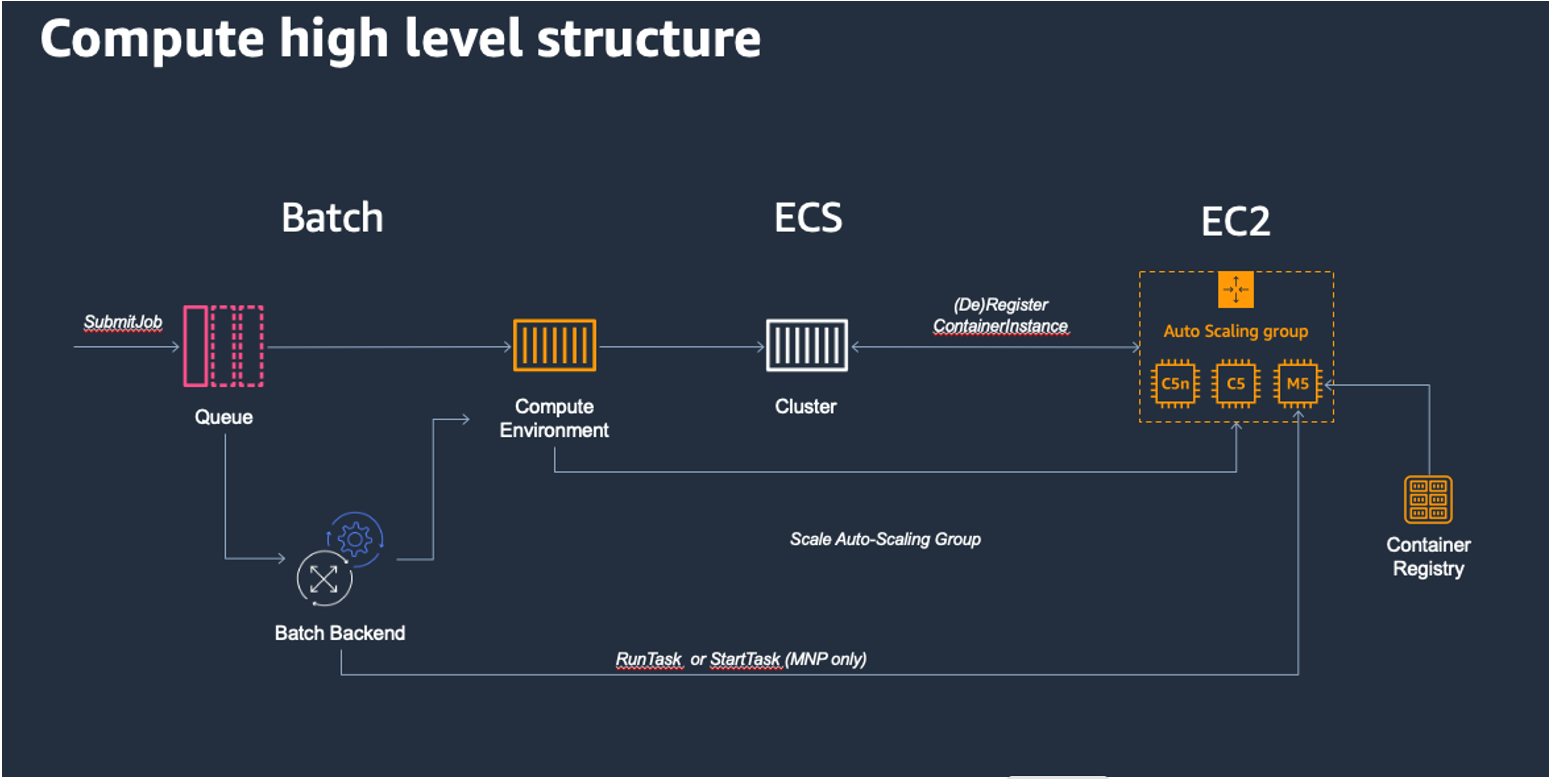 Compute high level structure
Batch
ECS
EC2
SubmitJob
Queue
Compute
Environment
Cluster
(De)Register
ContainerInstance
Auto Scaling group
C5n
C5
M5
Batch Backend
Scale Auto-Scaling Group
RunTask or StartTask (MNP only)
Container
Registry